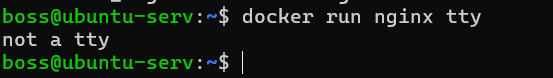 boss@ubuntu-serv:~$ docker run nginx tty
not a tty
boss@ubuntu-serv:~$